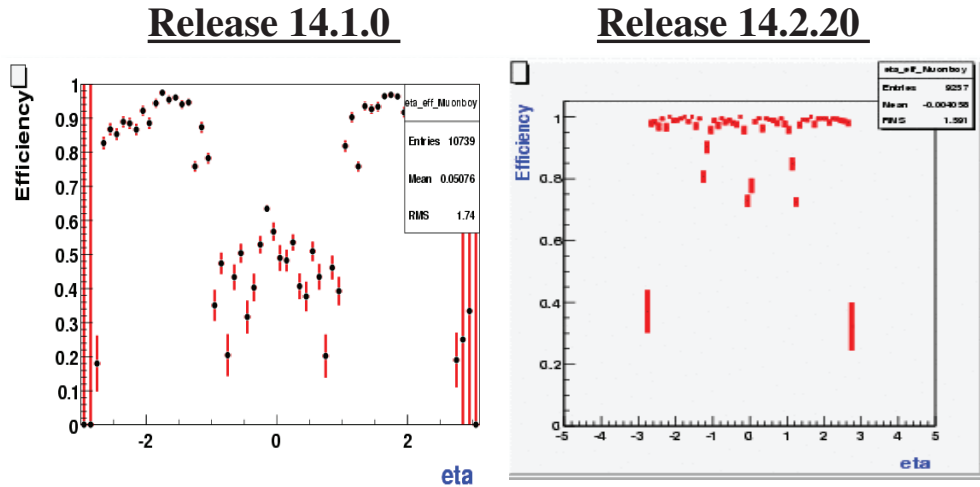 Release 14.1.0
Release 14.2.20
eta_eff_Muonboy
Entries 10739
Mean 0.05076
RMS 1.74
Efficiency
1
0.9
0.8
0.7
0.6
0.5
0.4
0.3
0.2
0.1
0
-2
0
2
eta
eta_eff_Muonboy
Entries 9257
Mean -0.004058
RMS 1.591
Efficiency
1
0.8
0.6
0.4
0.2
0
-5
-4
-3
-2
-1
0
1
2
3
4
5
eta